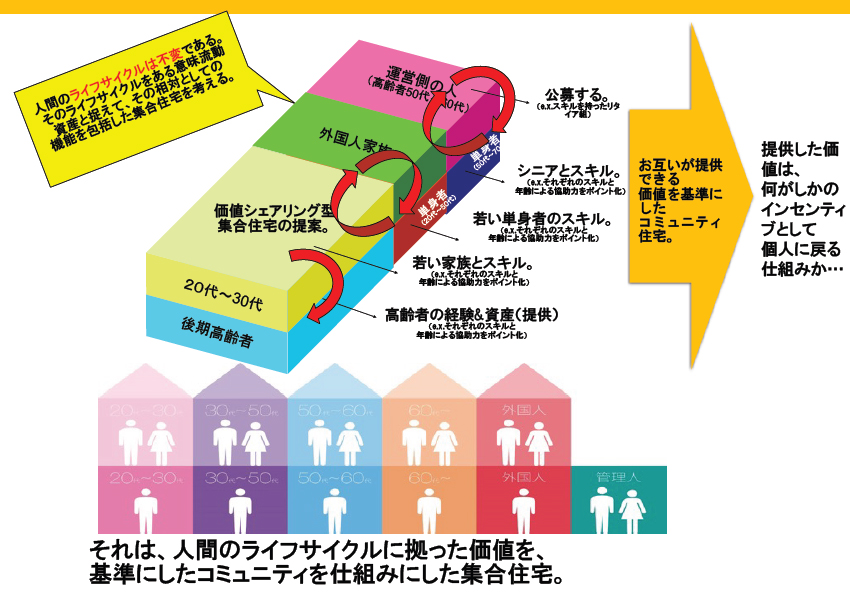 人間のライフサイクルは不変である。
そのライフサイクルをある意味流動
資産と捉えて、その相対としての
機能を包括した集合住宅を考える。
運営側の人
(高齢者50代~70代)
外国人家族
価値シェアリング型
集合住宅の提案。
20代~30代
後期高齢者
単身者
(50代~70
単身者
(20代~50代)
公募する。
(e.x.スキルを持ったリタ
イア組)
シニアとスキル。
(e.x.それぞれのスキルと
年齢による協助力をポイント化)
若い単身者のスキル。
(e.x.それぞれのスキルと
年齢による協助力をポイント化)
若い家族とスキル。
(e.x.それぞれのスキルと
年齢による協助力をポイント化)
高齢者の経験&資産(提供)
(e.x.それぞれのスキルと
年齢による協助力をポイント化)
お互いが提供
できる
価値を基準に
した
コミュニティ
住宅。
提供した価
値は、
何がしかの
インセンティ
ブとして
個人に戻る
仕組みか…
20代~30代
30代~50代
50代~60代
60代~
外国人
20代~30代
30代~50代
50代~60代
60代~
外国人
管理人
それは、人間のライフサイクルに拠った価値を、
基準にしたコミュニティを仕組みにした集合住宅。